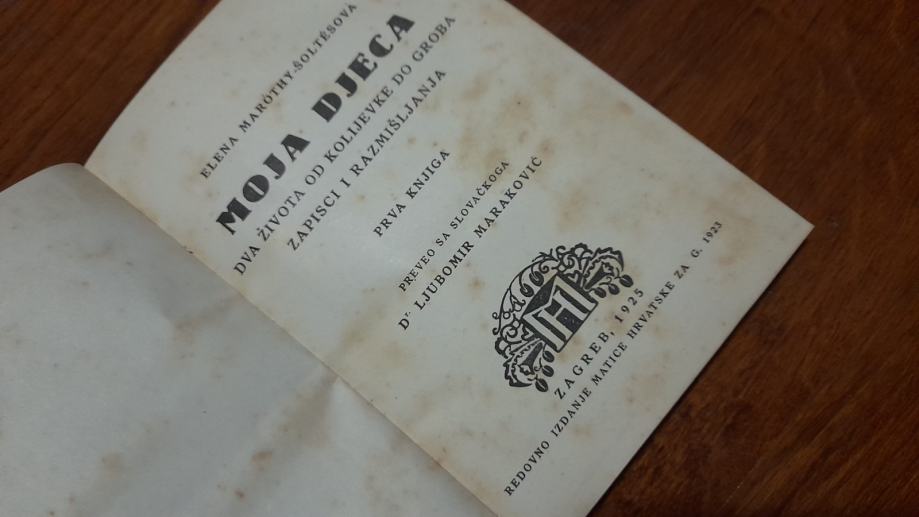 ELENA MARÓTHY-ŠOLTÉSOVÁ
MOJA DJECA
DVA ŽIVOTA OD KOLIJEVKE DO GROBA
ZAPISCI I RAZMIŠLJANJA
PRVA KNJIGA
PREVEO SA SLOVAČKOGA
Dr. LJUBOMIR MARAKOVIĆ
ZAGREB, 1925
REDOVNO IZDANJE MATICE HRVATSKE ZA G. 1923